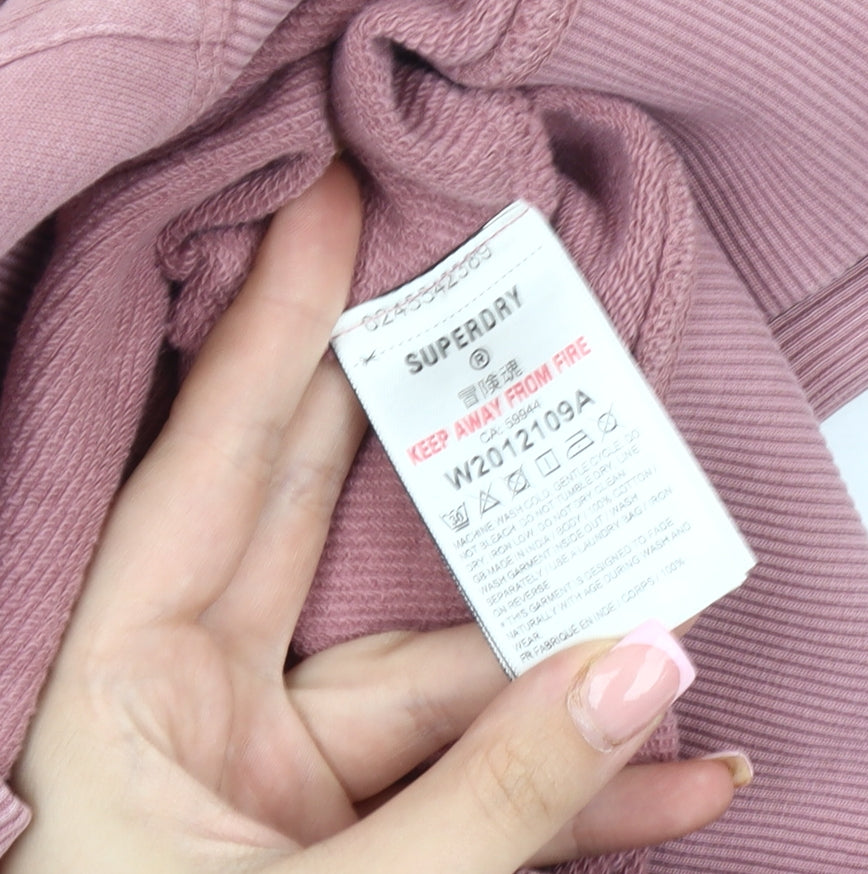 SUPERDRY
®
冒険魂
KEEP AWAY FROM FIRE
CA: 59944
W2012109A
30
MACHINE WASH COLD, GENTLE CYCLE, DO
NOT BLEACH, DO NOT TUMBLE DRY, LINE
DRY, IRON LOW, DO NOT DRY CLEAN
GB MADE IN INDIA / BODY / 100% COTTON /
WASH GARMENT INSIDE OUT / WASH
SEPARATELY / USE A LAUNDRY BAG / IRON
ON REVERSE
* THIS GARMENT IS DESIGNED TO FADE
NATURALLY WITH AGE DURING WASH AND
WEAR.
FR FABRIQUÉ EN INDE / CORPS / 100%